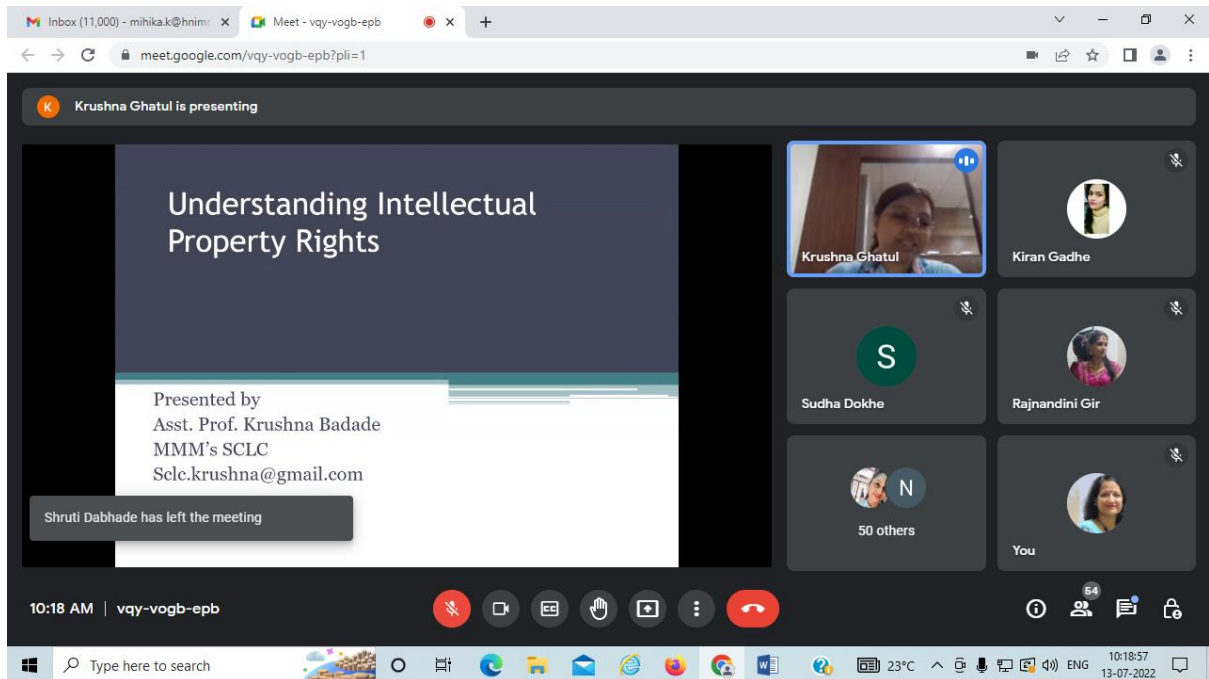 Inbox (11,000) - mihika.k@hnim
Meet - vqy-vogb-epb
meet.google.com/vqy-vogb-epb?pli=1
K Krushna Ghatul is presenting
Understanding Intellectual
Property Rights
Presented by
Asst. Prof. Krushna Badade
MMM's SCLC
Sclc.krushna@gmail.com
Shruti Dabhade has left the meeting
Krushna Ghatul
Kiran Gadhe
S
Sudha Dokhe
Rajnandini Gir
N
50 others
You
10:18 AM | vqy-vogb-epb
CC
54
Type here to search
W
23°C
ENG
10:18:57
13-07-2022